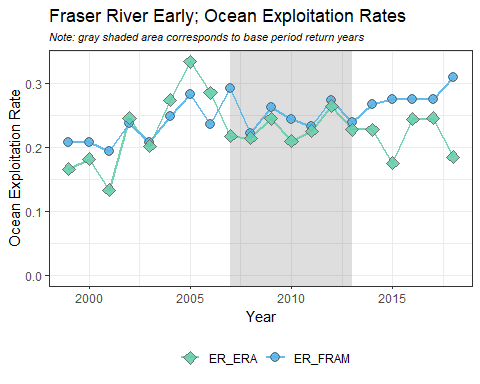 Fraser River Early; Ocean Exploitation Rates
Note: gray shaded area corresponds to base period return years
Ocean Exploitation Rate
0.3
0.2
0.1
0.0
2000 2005 2010 2015
Year
ER_ERA ER_FRAM